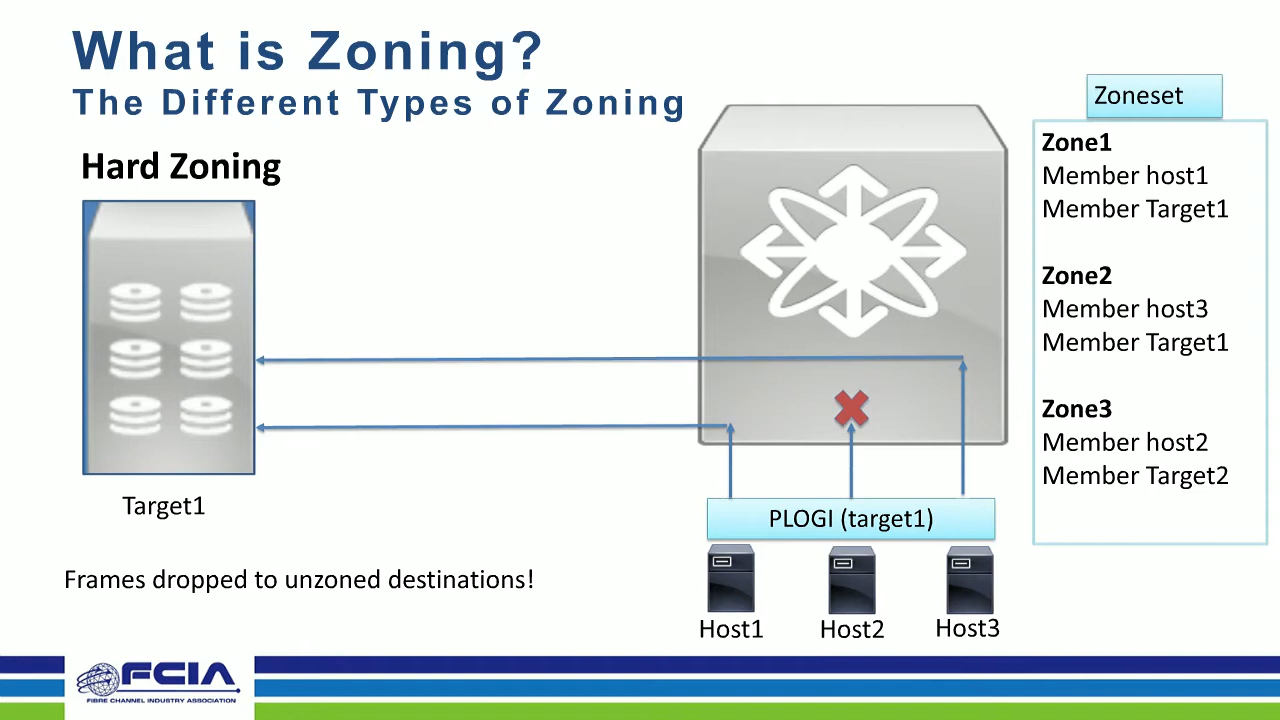 What is Zoning?
The Different Types of Zoning
Hard Zoning
Zoneset
Zone1
Member host1
Member Target1
Zone2
Member host3
Member Target1
Zone3
Member host2
Member Target2
Target1
PLOGI (target1)
Frames dropped to unzoned destinations!
Host1
Host2
Host3
FCIA
FIBRE CHANNEL INDUSTRY ASSOCIATION